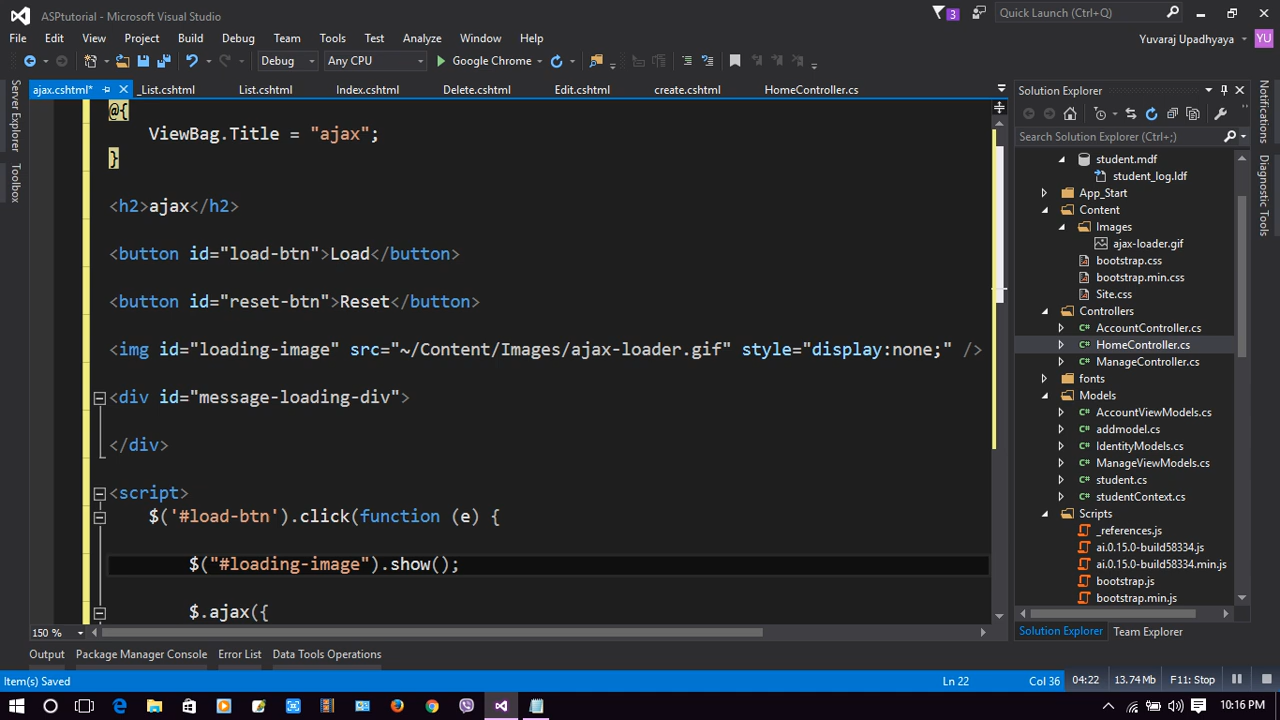 ASPtutorial - Microsoft Visual Studio
3
Quick Launch (Ctrl+Q)
File Edit View Project Build Debug Team Tools Test Analyze Window Help
Yuvaraj Upadhyaya YU
Debug Any CPU Google Chrome
Server Explorer
Toolbox
ajax.cshtml* _List.cshtml List.cshtml Index.cshtml Delete.cshtml Edit.cshtml create.cshtml HomeController.cs
@{
ViewBag.Title = "ajax";
}
<h2>ajax</h2>
<button id="load-btn">Load</button>
<button id="reset-btn">Reset</button>
<img id="loading-image" src="~/Content/Images/ajax-loader.gif" style="display:none;" />
<div id="message-loading-div">
</div>
<script>
$('#load-btn').click(function (e) {
$("#loading-image").show();
$.ajax({
150 %
Solution Explorer
Search Solution Explorer (Ctrl+;)
student.mdf
student_log.ldf
App_Start
Content
Images
ajax-loader.gif
bootstrap.css
bootstrap.min.css
Site.css
Controllers
AccountController.cs
HomeController.cs
ManageController.cs
fonts
Models
AccountViewModels.cs
addmodel.cs
IdentityModels.cs
ManageViewModels.cs
student.cs
studentContext.cs
Scripts
_references.js
ai.0.15.0-build58334.js
ai.0.15.0-build58334.min.js
bootstrap.js
bootstrap.min.js
Solution Explorer Team Explorer
Diagnostic Tools
Output Package Manager Console Error List Data Tools Operations
Item(s) Saved Ln 22 Col 36 04:22 13.74 Mb F11: Stop
10:16 PM